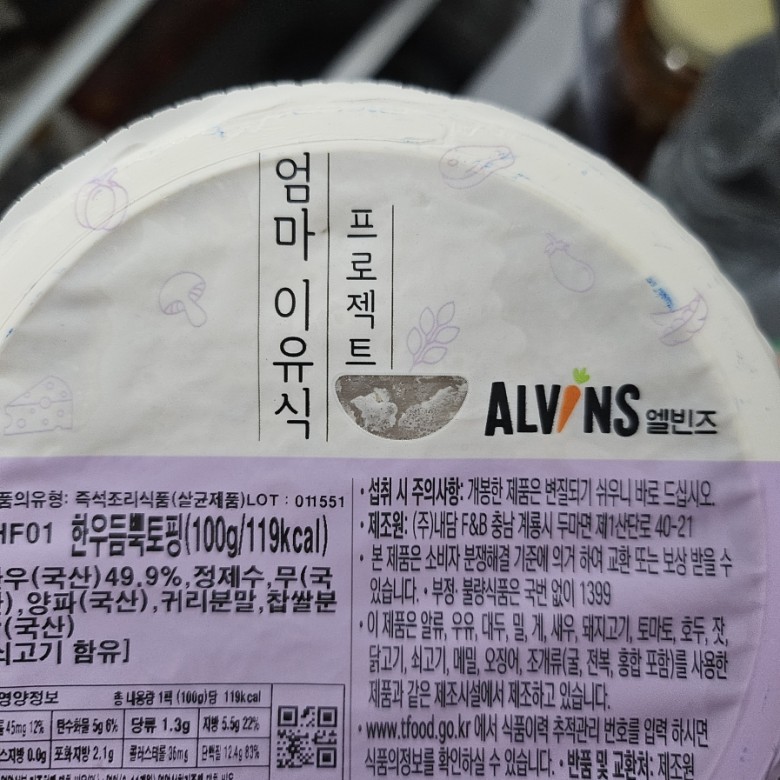 엄마 이유식
프로젝트
ALVINS 엘빈즈
품의유형: 즉석조리식품(살균제품)LOT : 011551
HF01 한우듬뿍토핑(100g/119kcal)
우(국산)49.9%,정제수,무(국
),양파(국산),귀리분말,찹쌀분
(국산)
쇠고기 함유]
영양정보 총 내용량 1팩 (100g)당 119kcal
45mg 12% 탄수화물 5g 6% 당류 1.3g 지방 5.5g 22%
스지방 0.0g 포화지방 2.1g 콜레스테롤 36mg 단백질 12.4g 83%
· 섭취 시 주의사항: 개봉한 제품은 변질되기 쉬우니 바로 드십시오.
· 제조원: (주)내담 F&B 충남 계룡시 두마면 제1산단로 40-21
· 본 제품은 소비자 분쟁해결 기준에 의거 하여 교환 또는 보상 받을 수
있습니다. · 부정· 불량식품은 국번 없이 1399
· 이 제품은 알류, 우유, 대두, 밀, 게, 새우, 돼지고기, 토마토, 호두, 잣,
닭고기, 쇠고기, 메밀, 오징어, 조개류(굴, 전복, 홍합 포함)를 사용한
제품과 같은 제조시설에서 제조하고 있습니다.
· www.tfood.go.kr 에서 식품이력 추적관리 번호를 입력 하시면
식품의정보를 확인하실 수 있습니다. · 반품 및 교환처: 제조원